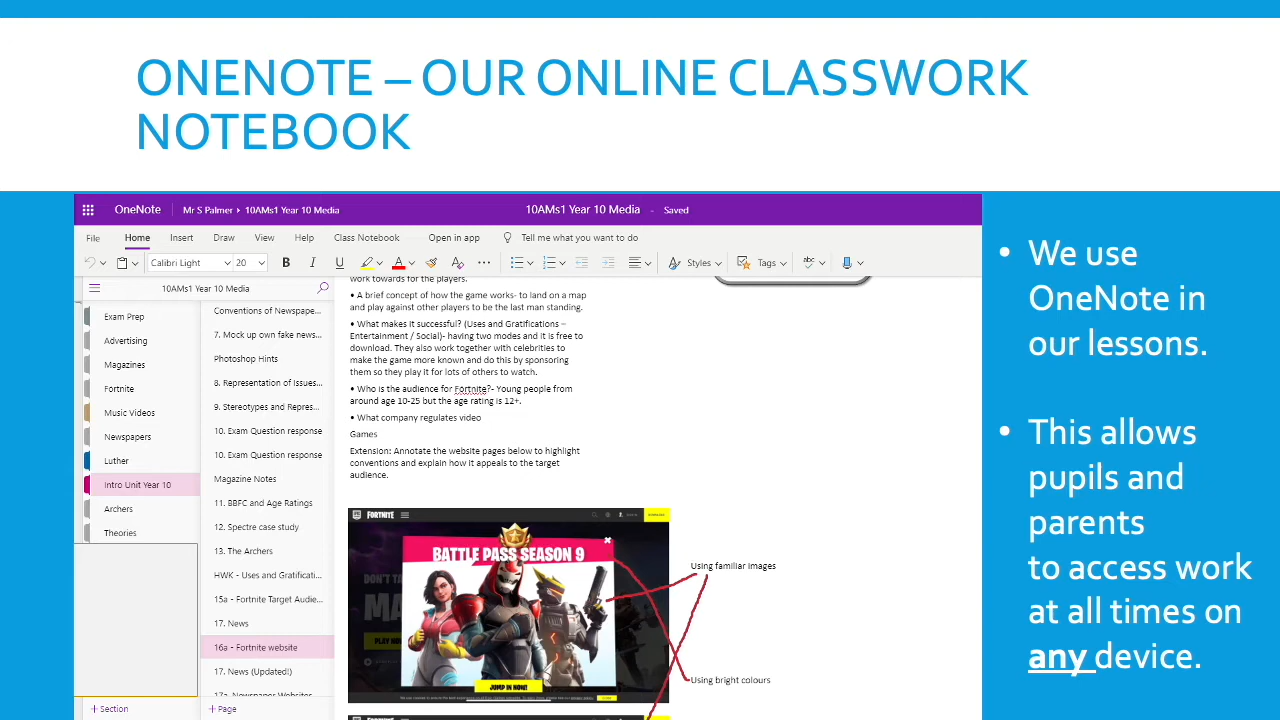 ONENOTE – OUR ONLINE CLASSWORK
NOTEBOOK
OneNote
Mr S Palmer 10AMs1 Year 10 Media
10AMs1 Year 10 Media - Saved
File Home Insert Draw View Help Class Notebook Open in app Tell me what you want to do
Calibri Light 20 B I U A Styles Tags abc
10AMs1 Year 10 Media
Exam Prep
Advertising
Magazines
Fortnite
Music Videos
Newspapers
Luther
Intro Unit Year 10
Archers
Theories
+ Section
Conventions of Newspape...
7. Mock up own fake news...
Photoshop Hints
8. Representation of Issues...
9. Stereotypes and Repres...
10. Exam Question response
10. Exam Question response
Magazine Notes
11. BBFC and Age Ratings
12. Spectre case study
13. The Archers
HWK - Uses and Gratificati...
15a - Fortnite Target Audie...
17. News
16a - Fortnite website
17. News (Updated!)
17a. Newspaper Websites
+ Page
work towards for the players.
• A brief concept of how the game works- to land on a map
and play against other players to be the last man standing.
• What makes it successful? (Uses and Gratifications –
Entertainment / Social)- having two modes and it is free to
download. They also work together with celebrities to
make the game more known and do this by sponsoring
them so they play it for lots of others to watch.
• Who is the audience for Fortnite?- Young people from
around age 10-25 but the age rating is 12+.
• What company regulates video
Games
Extension: Annotate the website pages below to highlight
conventions and explain how it appeals to the target
audience.
FORTNITE
BATTLE PASS SEASON 9
JUMP IN NOW!
FORTNITE
Using familiar images
Using bright colours
• We use
OneNote in
our lessons.
• This allows
pupils and
parents
to access work
at all times on
any device.